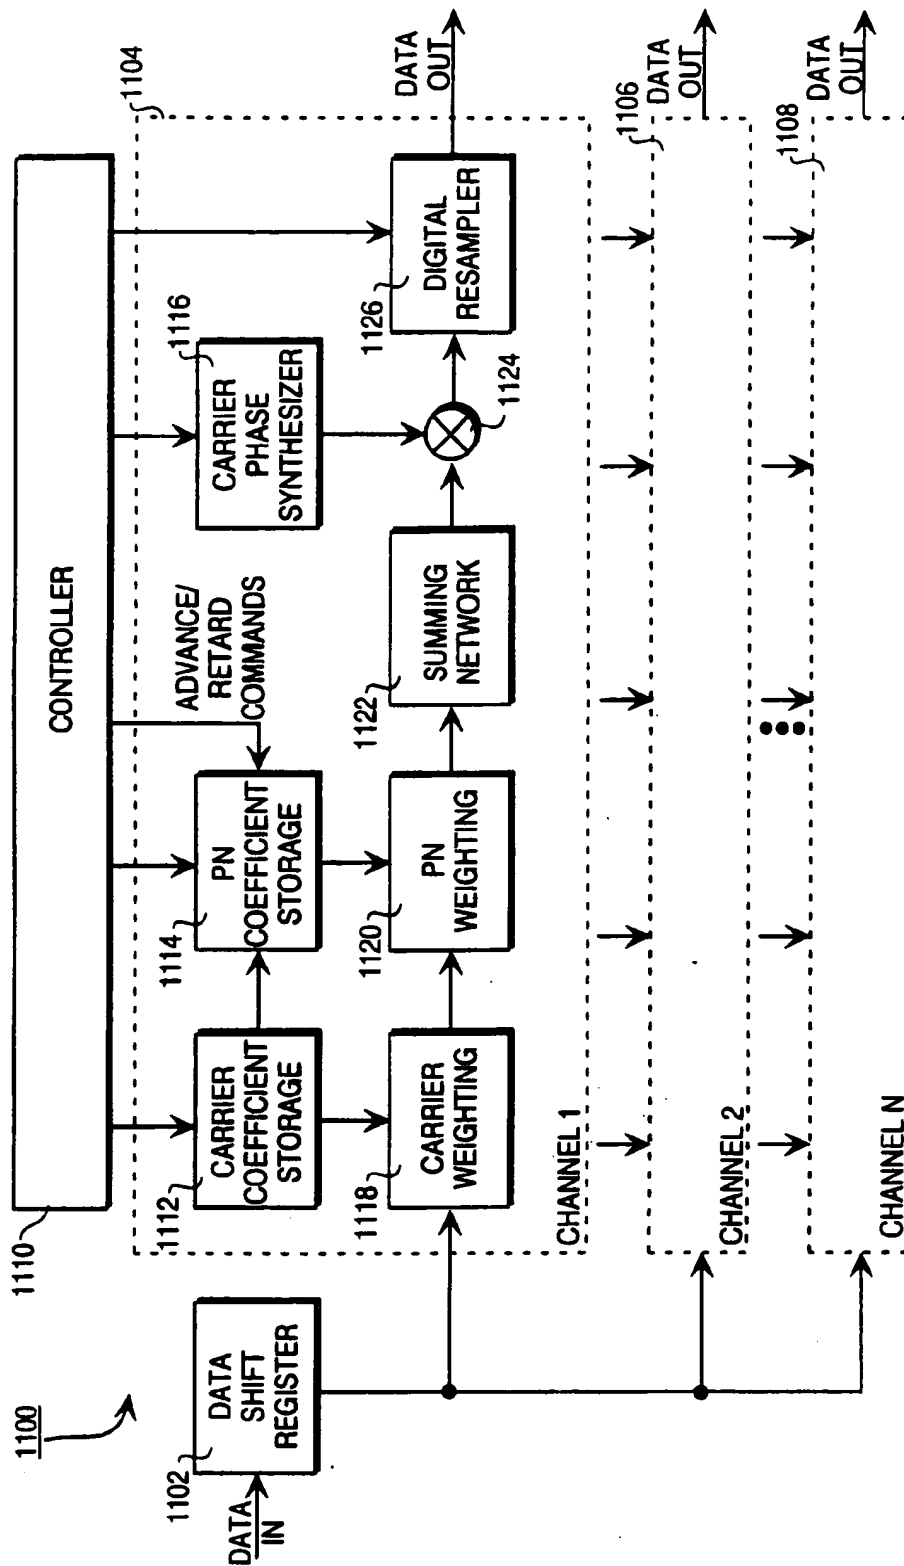 1100
1110
CONTROLLER
1104
ADVANCE/
RETARD
COMMANDS
1112
CARRIER
COEFFICIENT
STORAGE
1114
PN
COEFFICIENT
STORAGE
1116
CARRIER
PHASE
SYNTHESIZER
DATA
IN
1102
DATA
SHIFT
REGISTER
1118
CARRIER
WEIGHTING
1120
PN
WEIGHTING
1122
SUMMING
NETWORK
1124
1126
DIGITAL
RESAMPLER
DATA
OUT
CHANNEL 1
1106
DATA
OUT
CHANNEL 2
1108
DATA
OUT
CHANNEL N